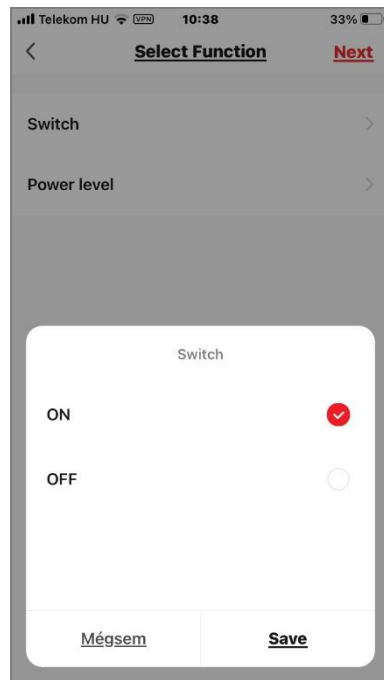 Telekom HU VPN 10:38 33%
Select Function Next
Switch
Power level
Switch
ON
OFF
Mégsem Save